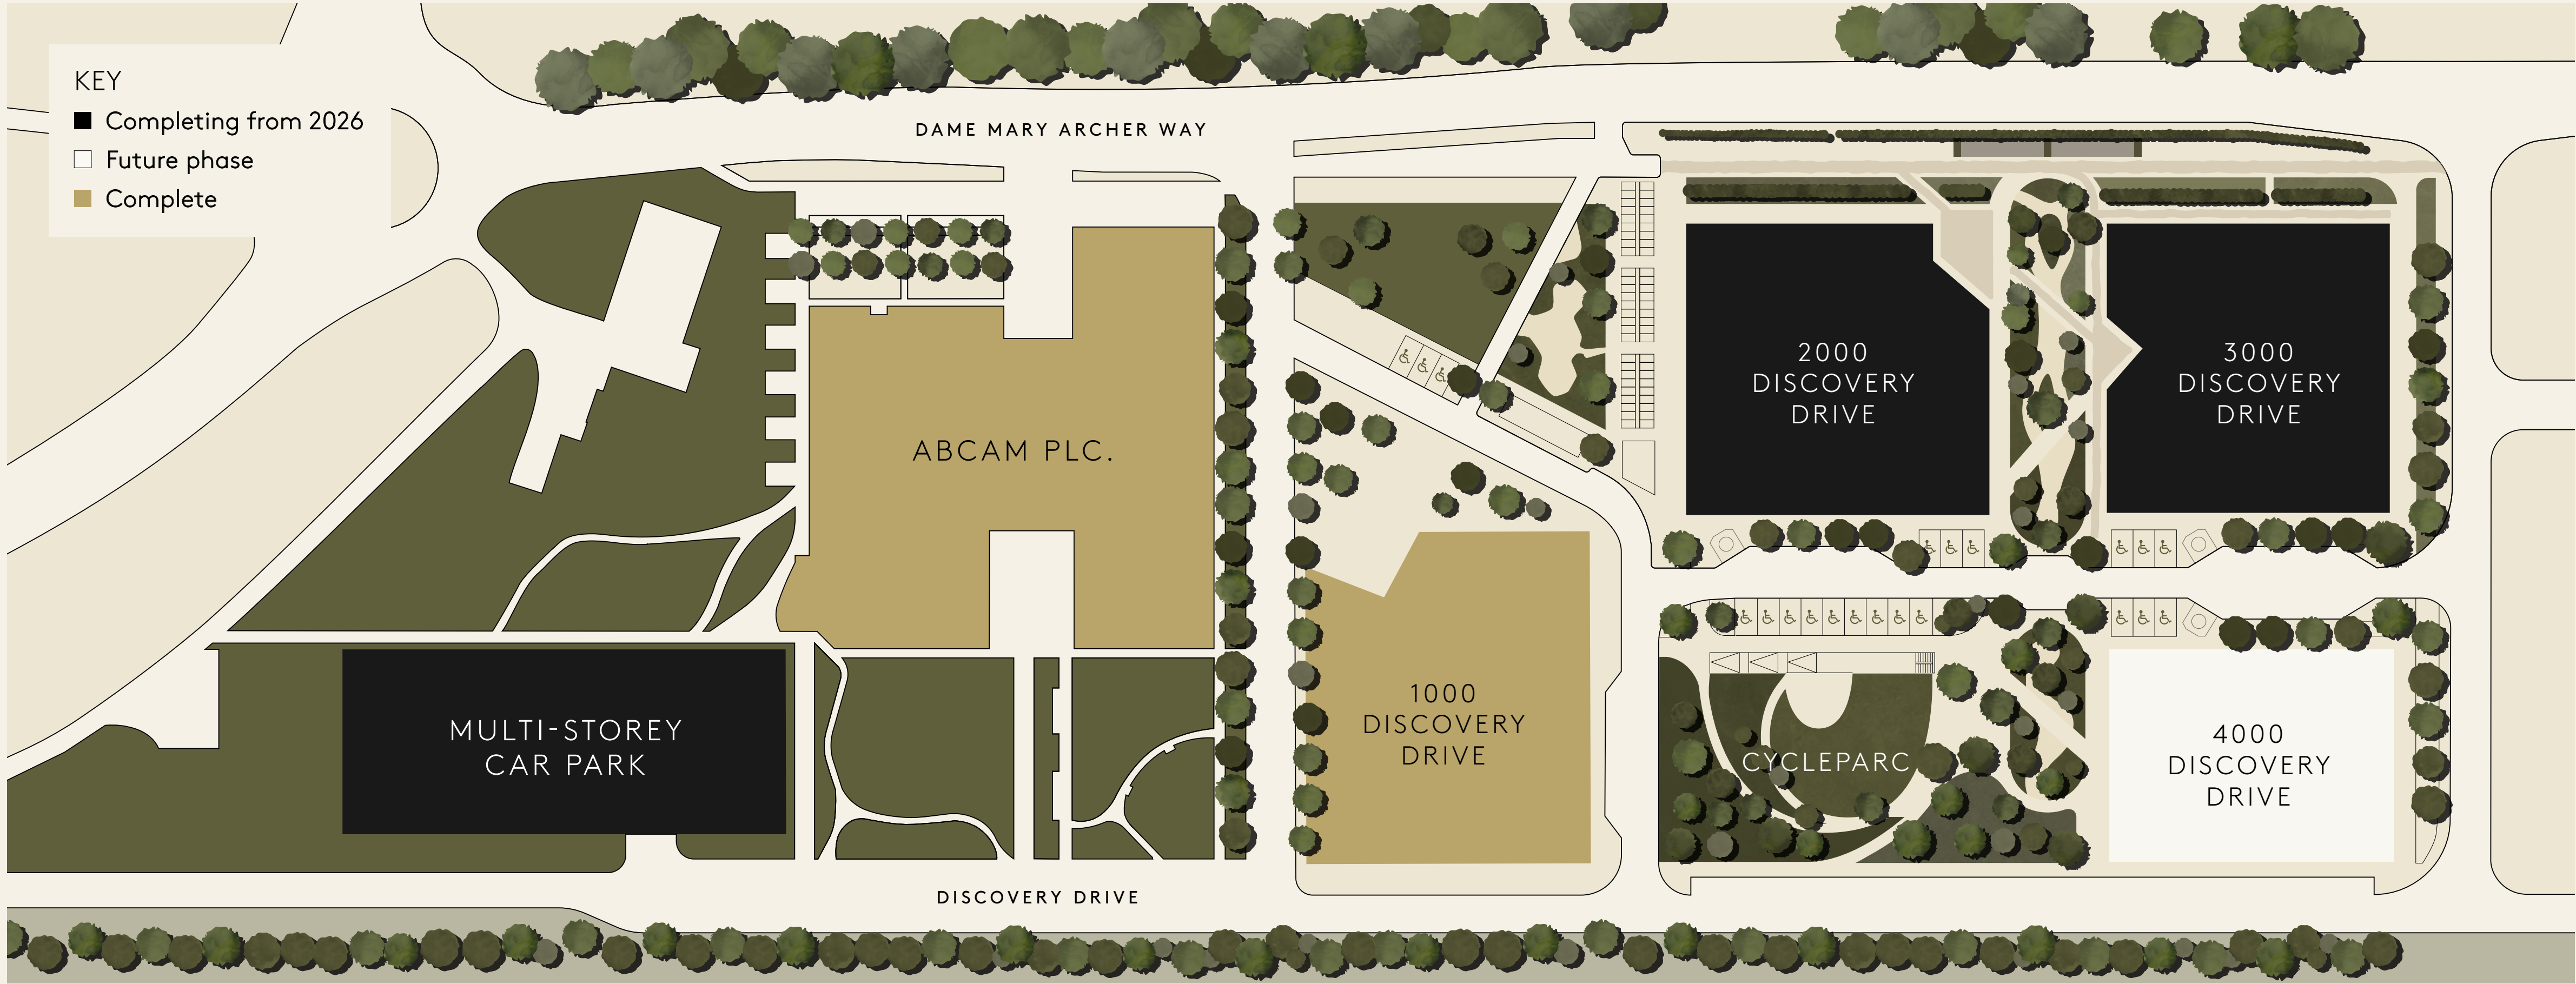 KEY
Completing from 2026
Future phase
Complete
DAME MARY ARCHER WAY
ABCAM PLC.
2000
DISCOVERY
DRIVE
3000
DISCOVERY
DRIVE
MULTI-STOREY
CAR PARK
1000
DISCOVERY
DRIVE
CYCLEPARC
4000
DISCOVERY
DRIVE
DISCOVERY DRIVE